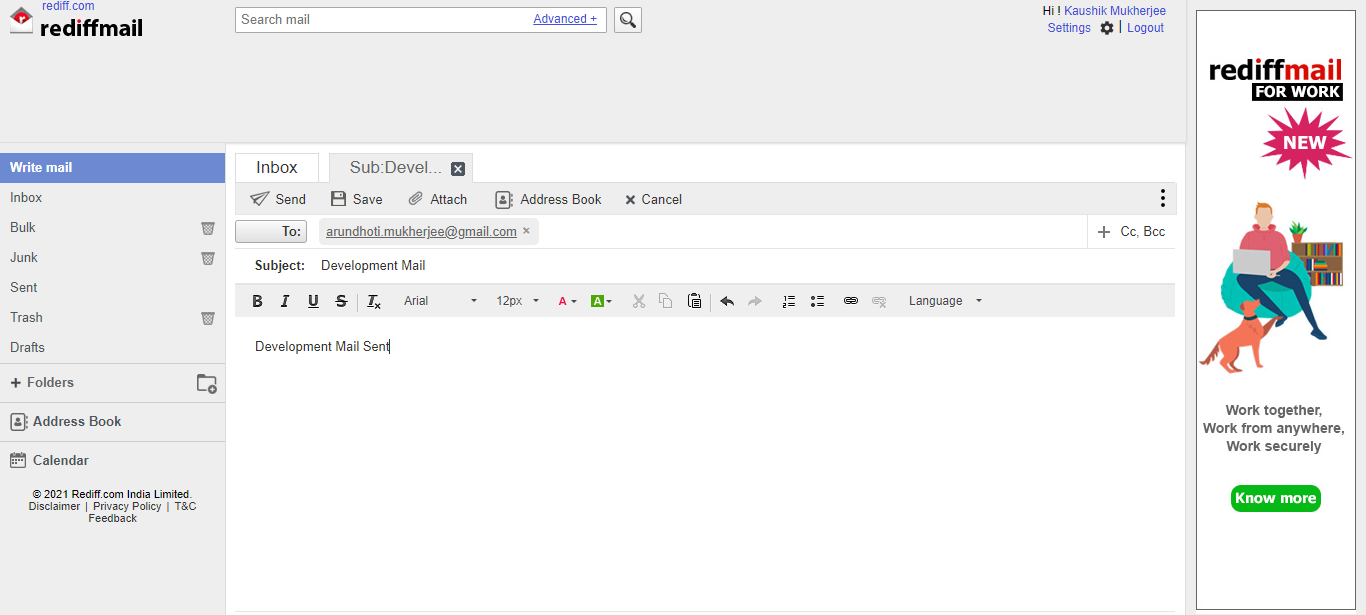 rediff.com
rediffmail
Search mail Advanced +
Hi ! Kaushik Mukherjee
Settings | Logout
Write mail
Inbox
Bulk
Junk
Sent
Trash
Drafts
+ Folders
Address Book
Calendar
© 2021 Rediff.com India Limited.
Disclaimer | Privacy Policy | T&C
Feedback
Inbox Sub:Devel... x
Send Save Attach Address Book × Cancel
To: arundhoti.mukherjee@gmail.com × + Cc, Bcc
Subject: Development Mail
B I U S Tx Arial 12px A A Language
Development Mail Sent
rediffmail
FOR WORK
NEW
Work together,
Work from anywhere,
Work securely
Know more